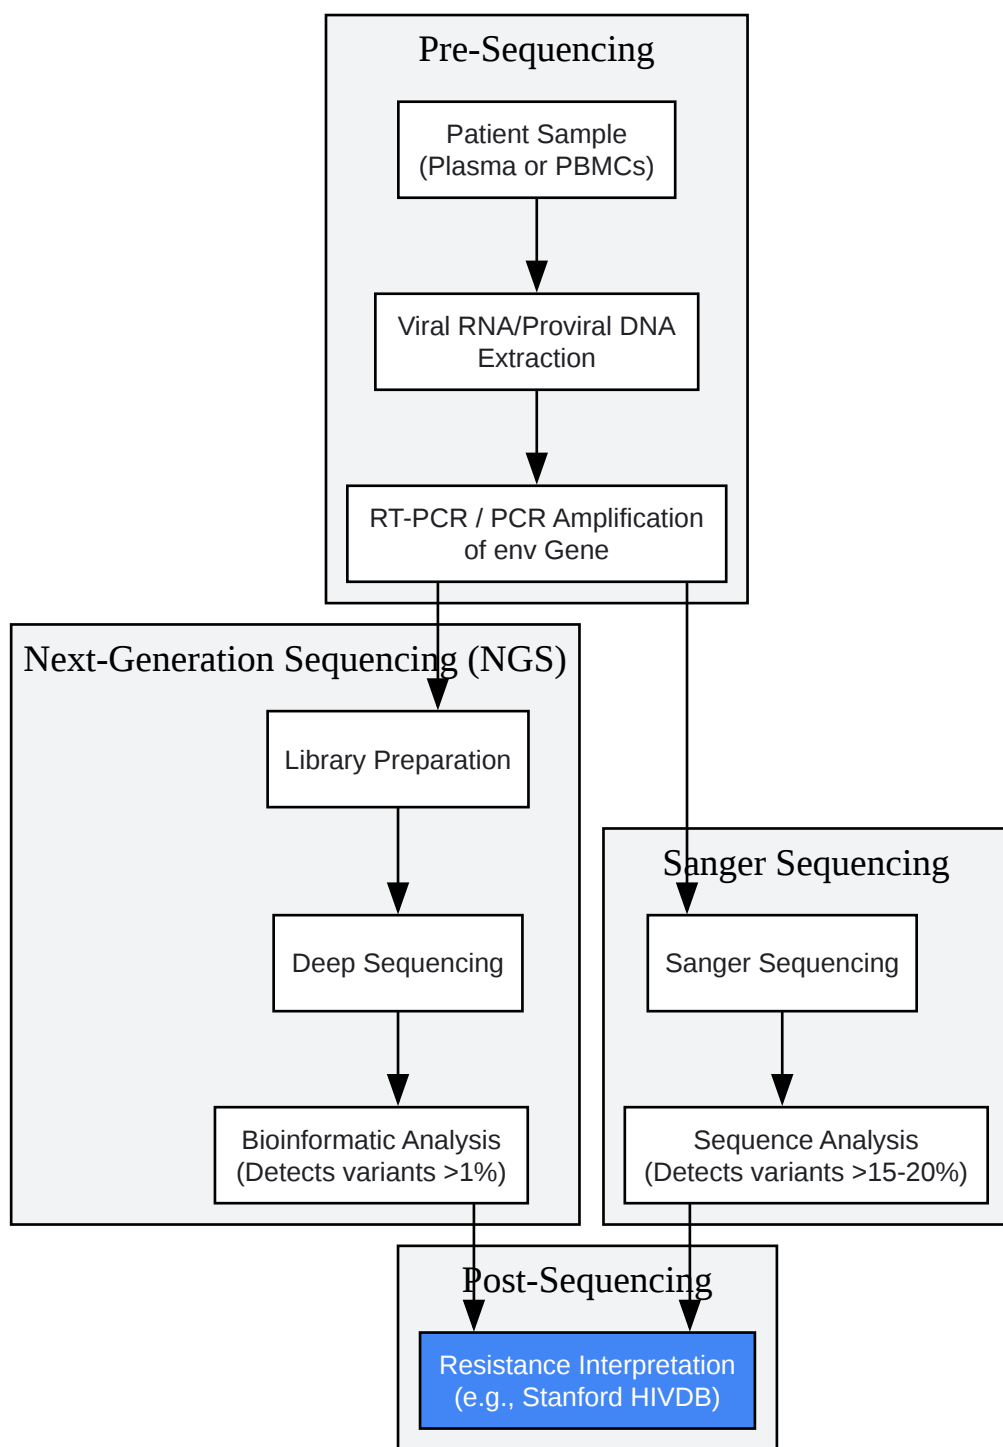 Pre-Sequencing
Patient Sample
(Plasma or PBMCs)
Viral RNA/Proviral DNA
Extraction
RT-PCR / PCR Amplification
of env Gene
Next-Generation Sequencing (NGS)
Library Preparation
Deep Sequencing
Bioinformatic Analysis
(Detects variants >1%)
Sanger Sequencing
Sanger Sequencing
Sequence Analysis
(Detects variants >15-20%)
Post-Sequencing
Resistance Interpretation
(e.g., Stanford HIVDB)